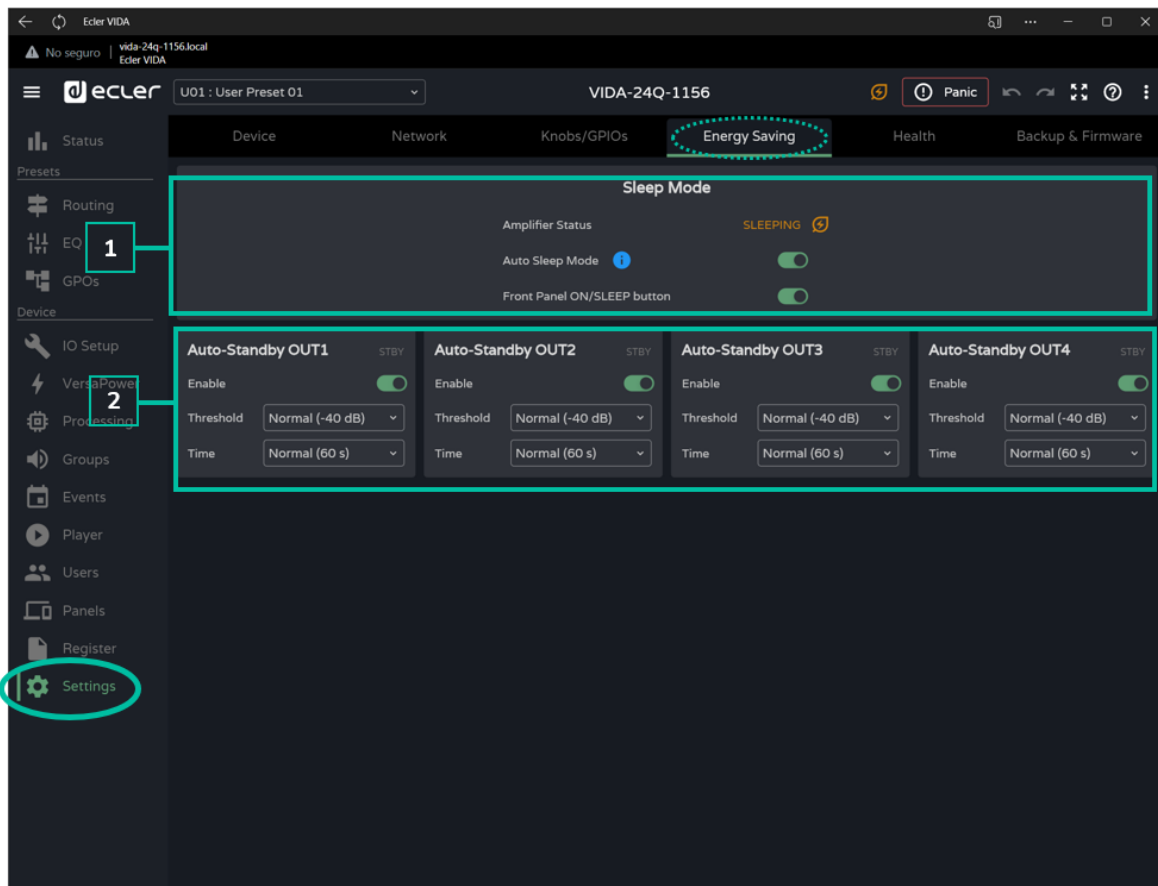 Ecler VIDA
No seguro
vida-24q-1156.local
Ecler VIDA
ecler
U01 : User Preset 01
VIDA-24Q-1156
Panic
Status
Device
Network
Knobs/GPIOs
Energy Saving
Health
Backup & Firmware
Presets
Routing
EQ
GPOs
1
Sleep Mode
Amplifier Status
SLEEPING
Auto Sleep Mode
Front Panel ON/SLEEP button
Device
IO Setup
VersaPower
Processing
Groups
Events
Player
Users
Panels
Register
Settings
2
Auto-Standby OUT1 STBY
Enable
Threshold Normal (-40 dB)
Time Normal (60 s)
Auto-Standby OUT2 STBY
Enable
Threshold Normal (-40 dB)
Time Normal (60 s)
Auto-Standby OUT3 STBY
Enable
Threshold Normal (-40 dB)
Time Normal (60 s)
Auto-Standby OUT4 STBY
Enable
Threshold Normal (-40 dB)
Time Normal (60 s)